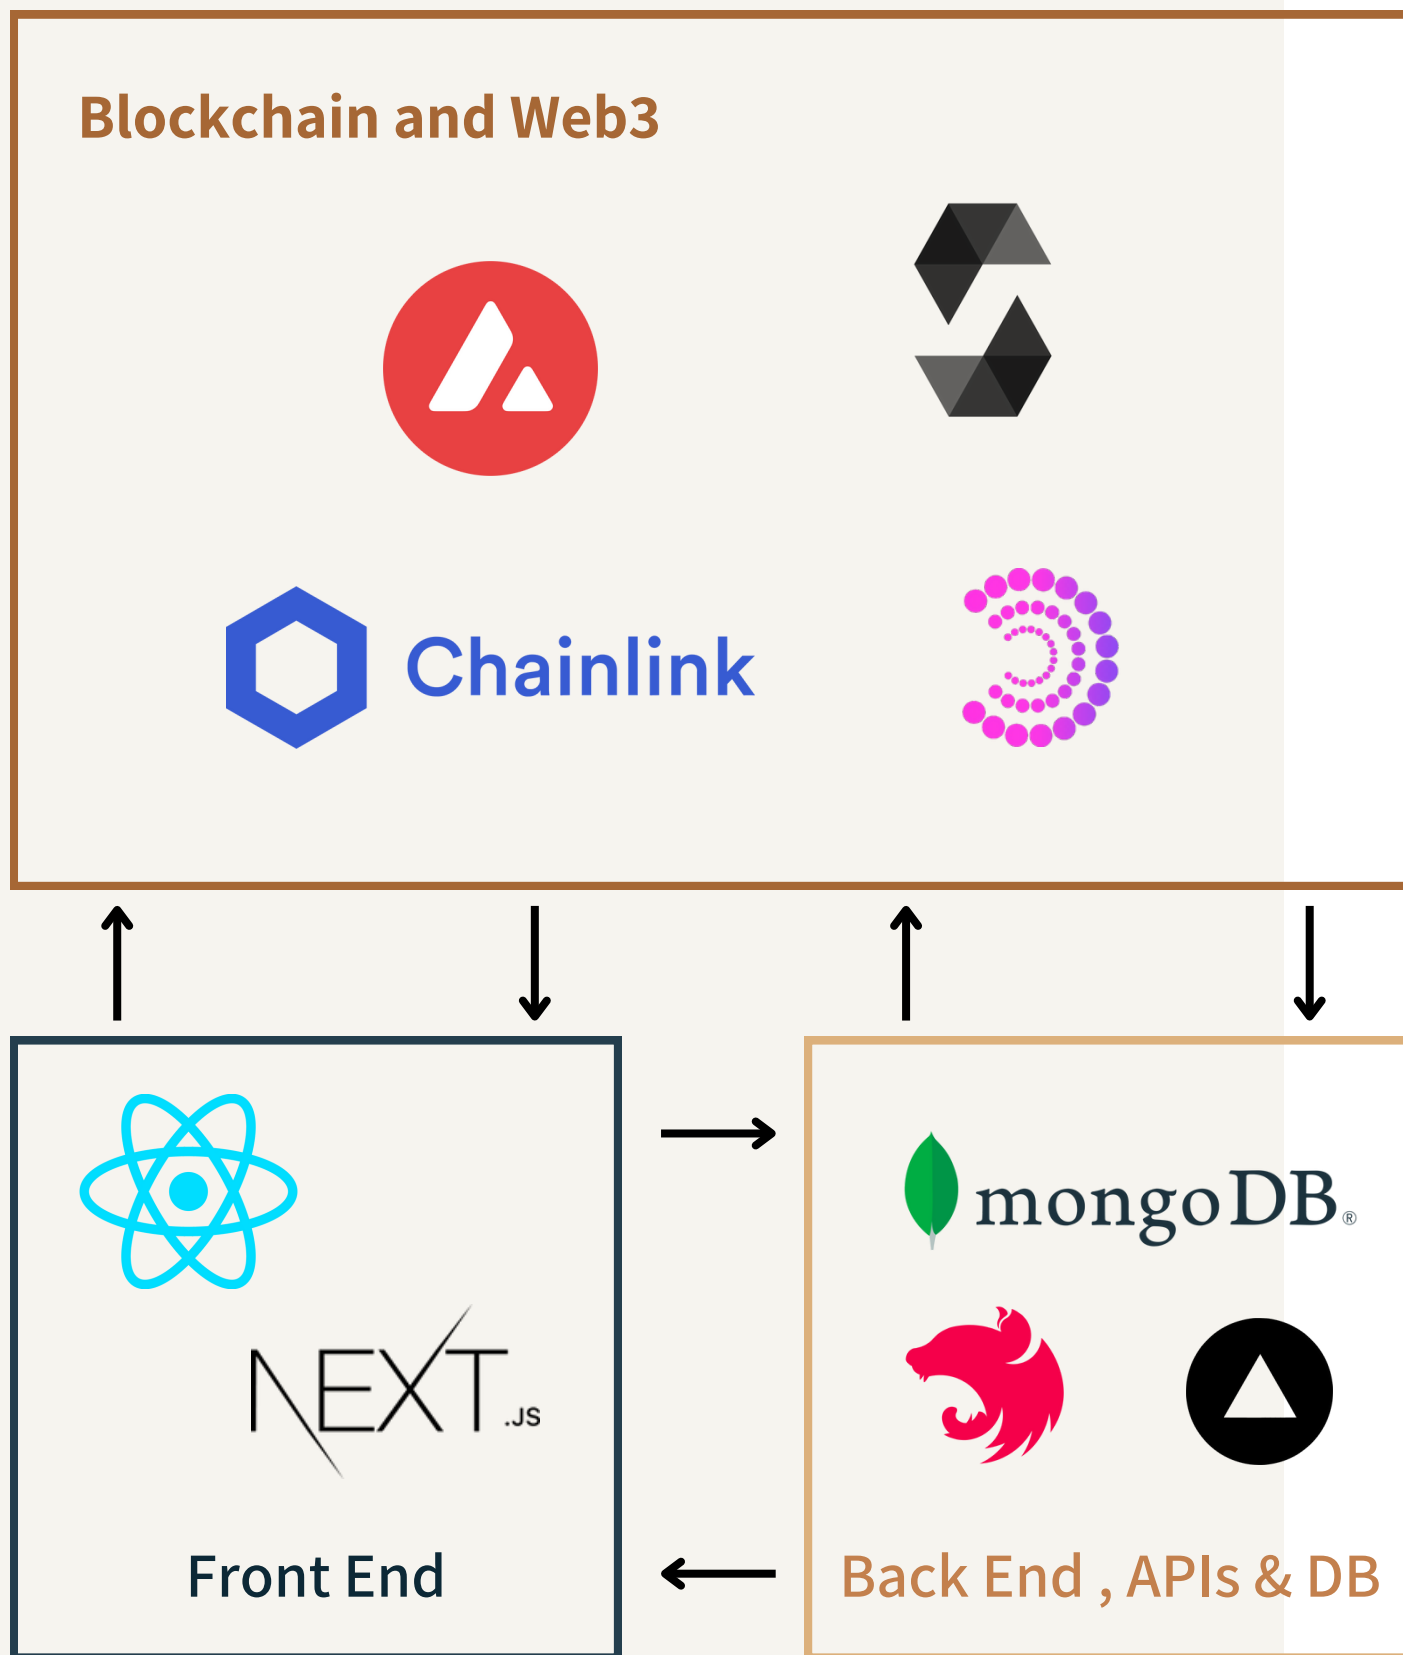 Blockchain and Web3
Chainlink
mongoDB®
NEXT.JS
Front End
Back End , APIs & DB